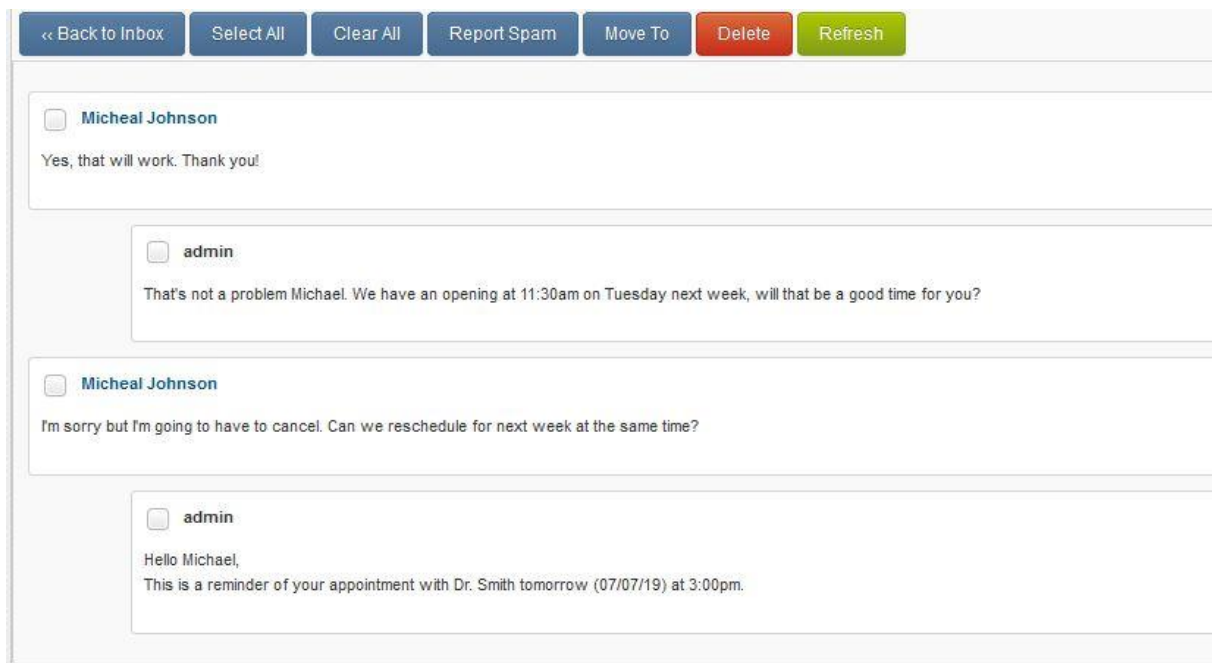 ‹‹ Back to Inbox Select All Clear All Report Spam Move To Delete Refresh
Micheal Johnson
Yes, that will work. Thank you!
admin
That's not a problem Michael. We have an opening at 11:30am on Tuesday next week, will that be a good time for you?
Micheal Johnson
I'm sorry but I'm going to have to cancel. Can we reschedule for next week at the same time?
admin
Hello Michael,
This is a reminder of your appointment with Dr. Smith tomorrow (07/07/19) at 3:00pm.